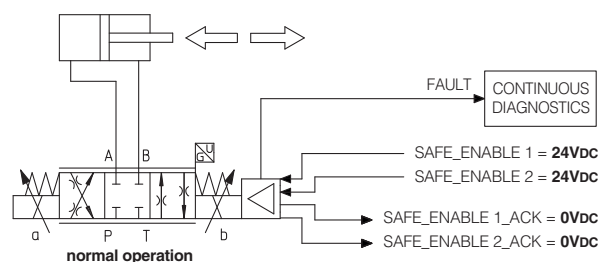 FAULT
CONTINUOUS
DIAGNOSTICS
A B
U
G
SAFE_ENABLE 1 = 24VDC
SAFE_ENABLE 2 = 24VDC
SAFE_ENABLE 1_ACK = 0VDC
SAFE_ENABLE 2_ACK = 0VDC
a P T b
normal operation